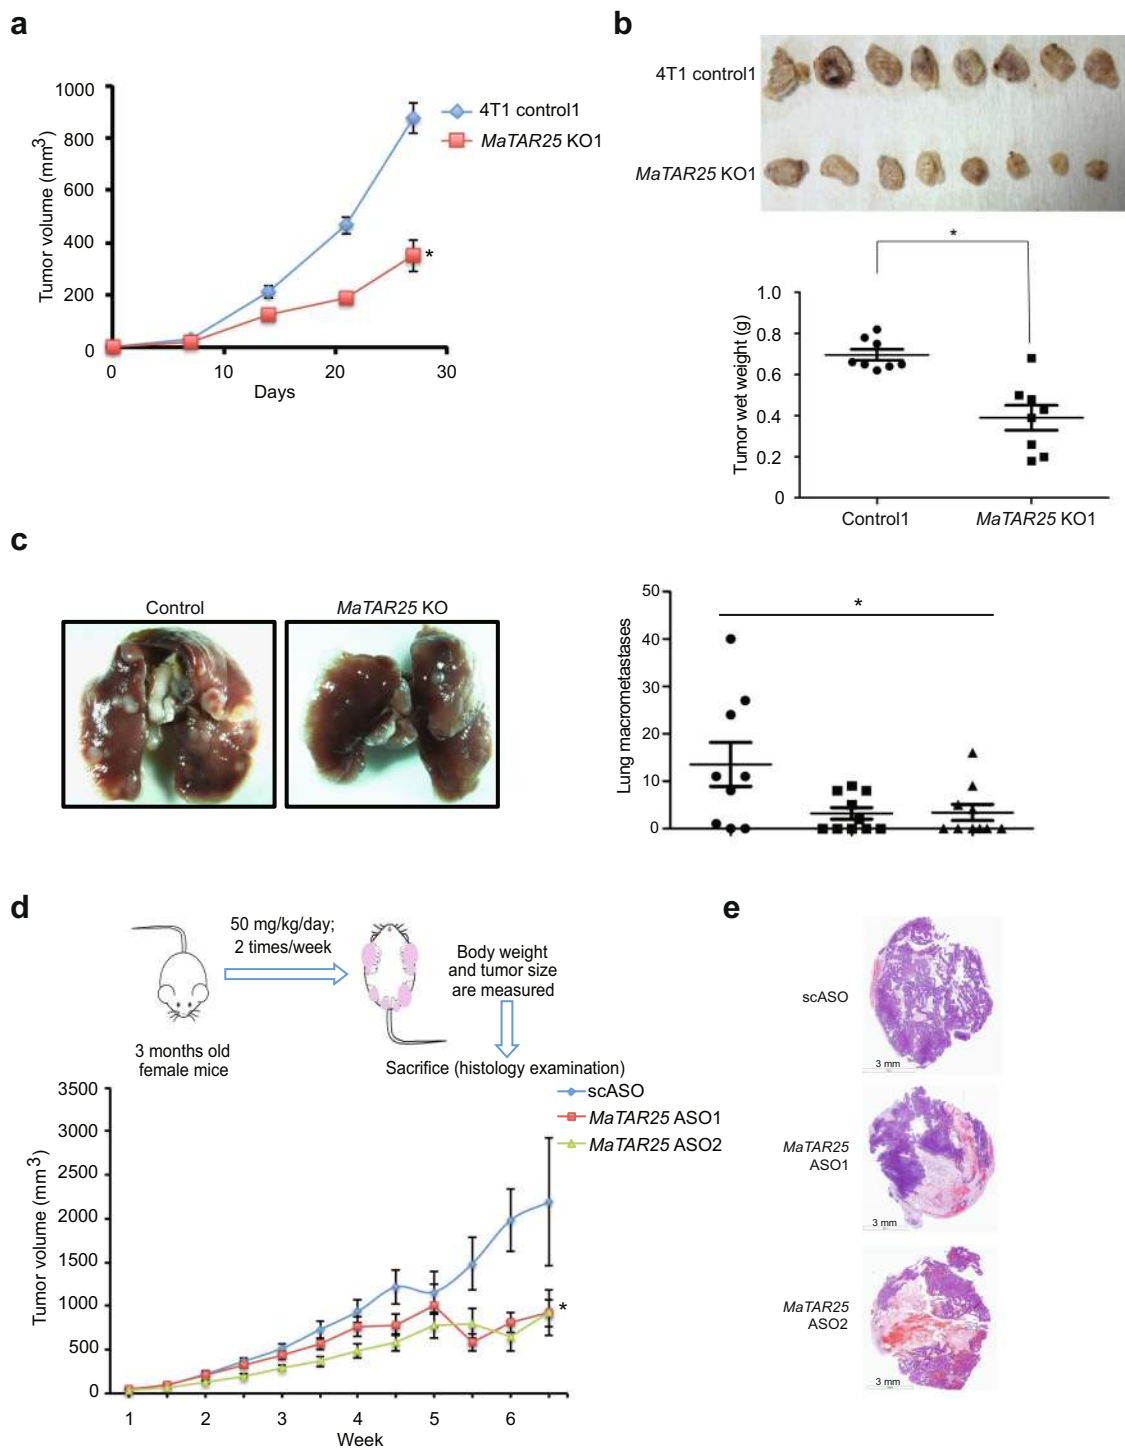 a
1000
800
600
400
200
0
Tumor volume (mm3)
0
10
20
30
Days
4T1 control1
MaTAR25 KO1
*
b
4T1 control1
MaTAR25 KO1
*
1.0
0.8
0.6
0.4
0.2
0
Tumor wet weight (g)
Control1
MaTAR25 KO1
c
Control
MaTAR25 KO
50
40
30
20
10
0
Lung macrometastases
*
d
50 mg/kg/day;
2 times/week
3 months old
female mice
Body weight
and tumor size
are measured
Sacrifice (histology examination)
3500
3000
2500
2000
1500
1000
500
0
Tumor volume (mm3)
scASO
MaTAR25 ASO1
MaTAR25 ASO2
*
1
2
3
4
5
6
Week
e
scASO
3 mm
MaTAR25
ASO1
3 mm
MaTAR25
ASO2
3 mm